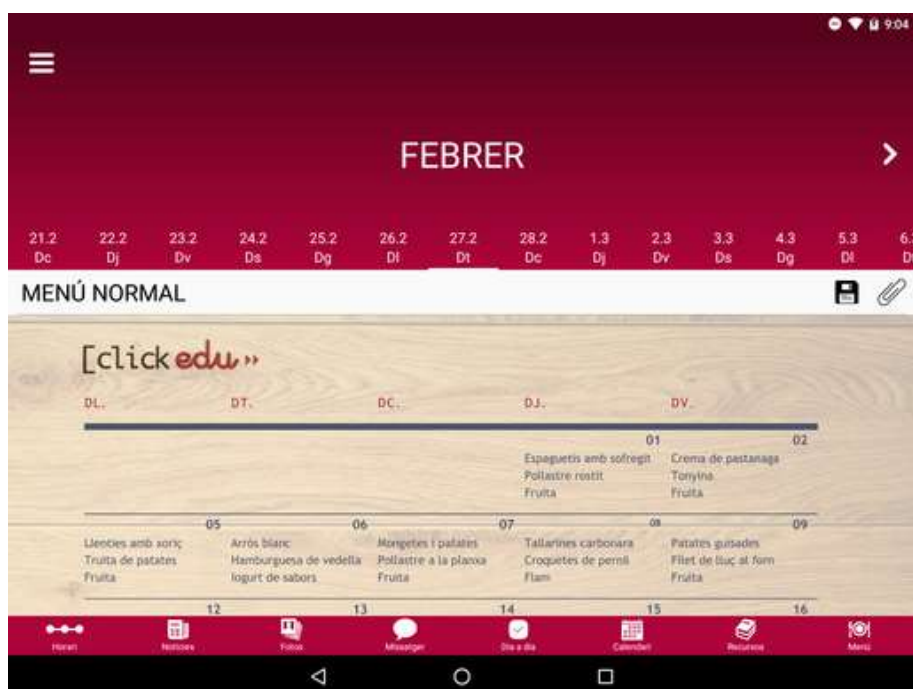 9:04
FEBRER
21.2 22.2 23.2 24.2 25.2 26.2 27.2 28.2 1.3 2.3 3.3 4.3 5.3 6.
Dc Dj Dv Ds Dg Dl Dt Dc Dj Dv Ds Dg Dl D
MENÚ NORMAL
[clickedu»
DL. DT. DC. DJ. DV.
01 02
Espaguetis amb sofregit Crema de pastanaga
Pollastre rostit Tonyina
Fruita Fruita
05 06 07 08 09
Llenties amb xoriç Arròs blanc Mongetes i patates Tallarines carbonara Patates guisades
Truita de patates Hamburguesa de vedella Pollastre a la planxa Croquetes de pernil Filet de lluç al forn
Fruita Iogurt de sabors Fruita Flam Fruita
12 13 14 15 16
Horari Notícies Fotos Missatger Dia a dia Calendari Recursos Menú